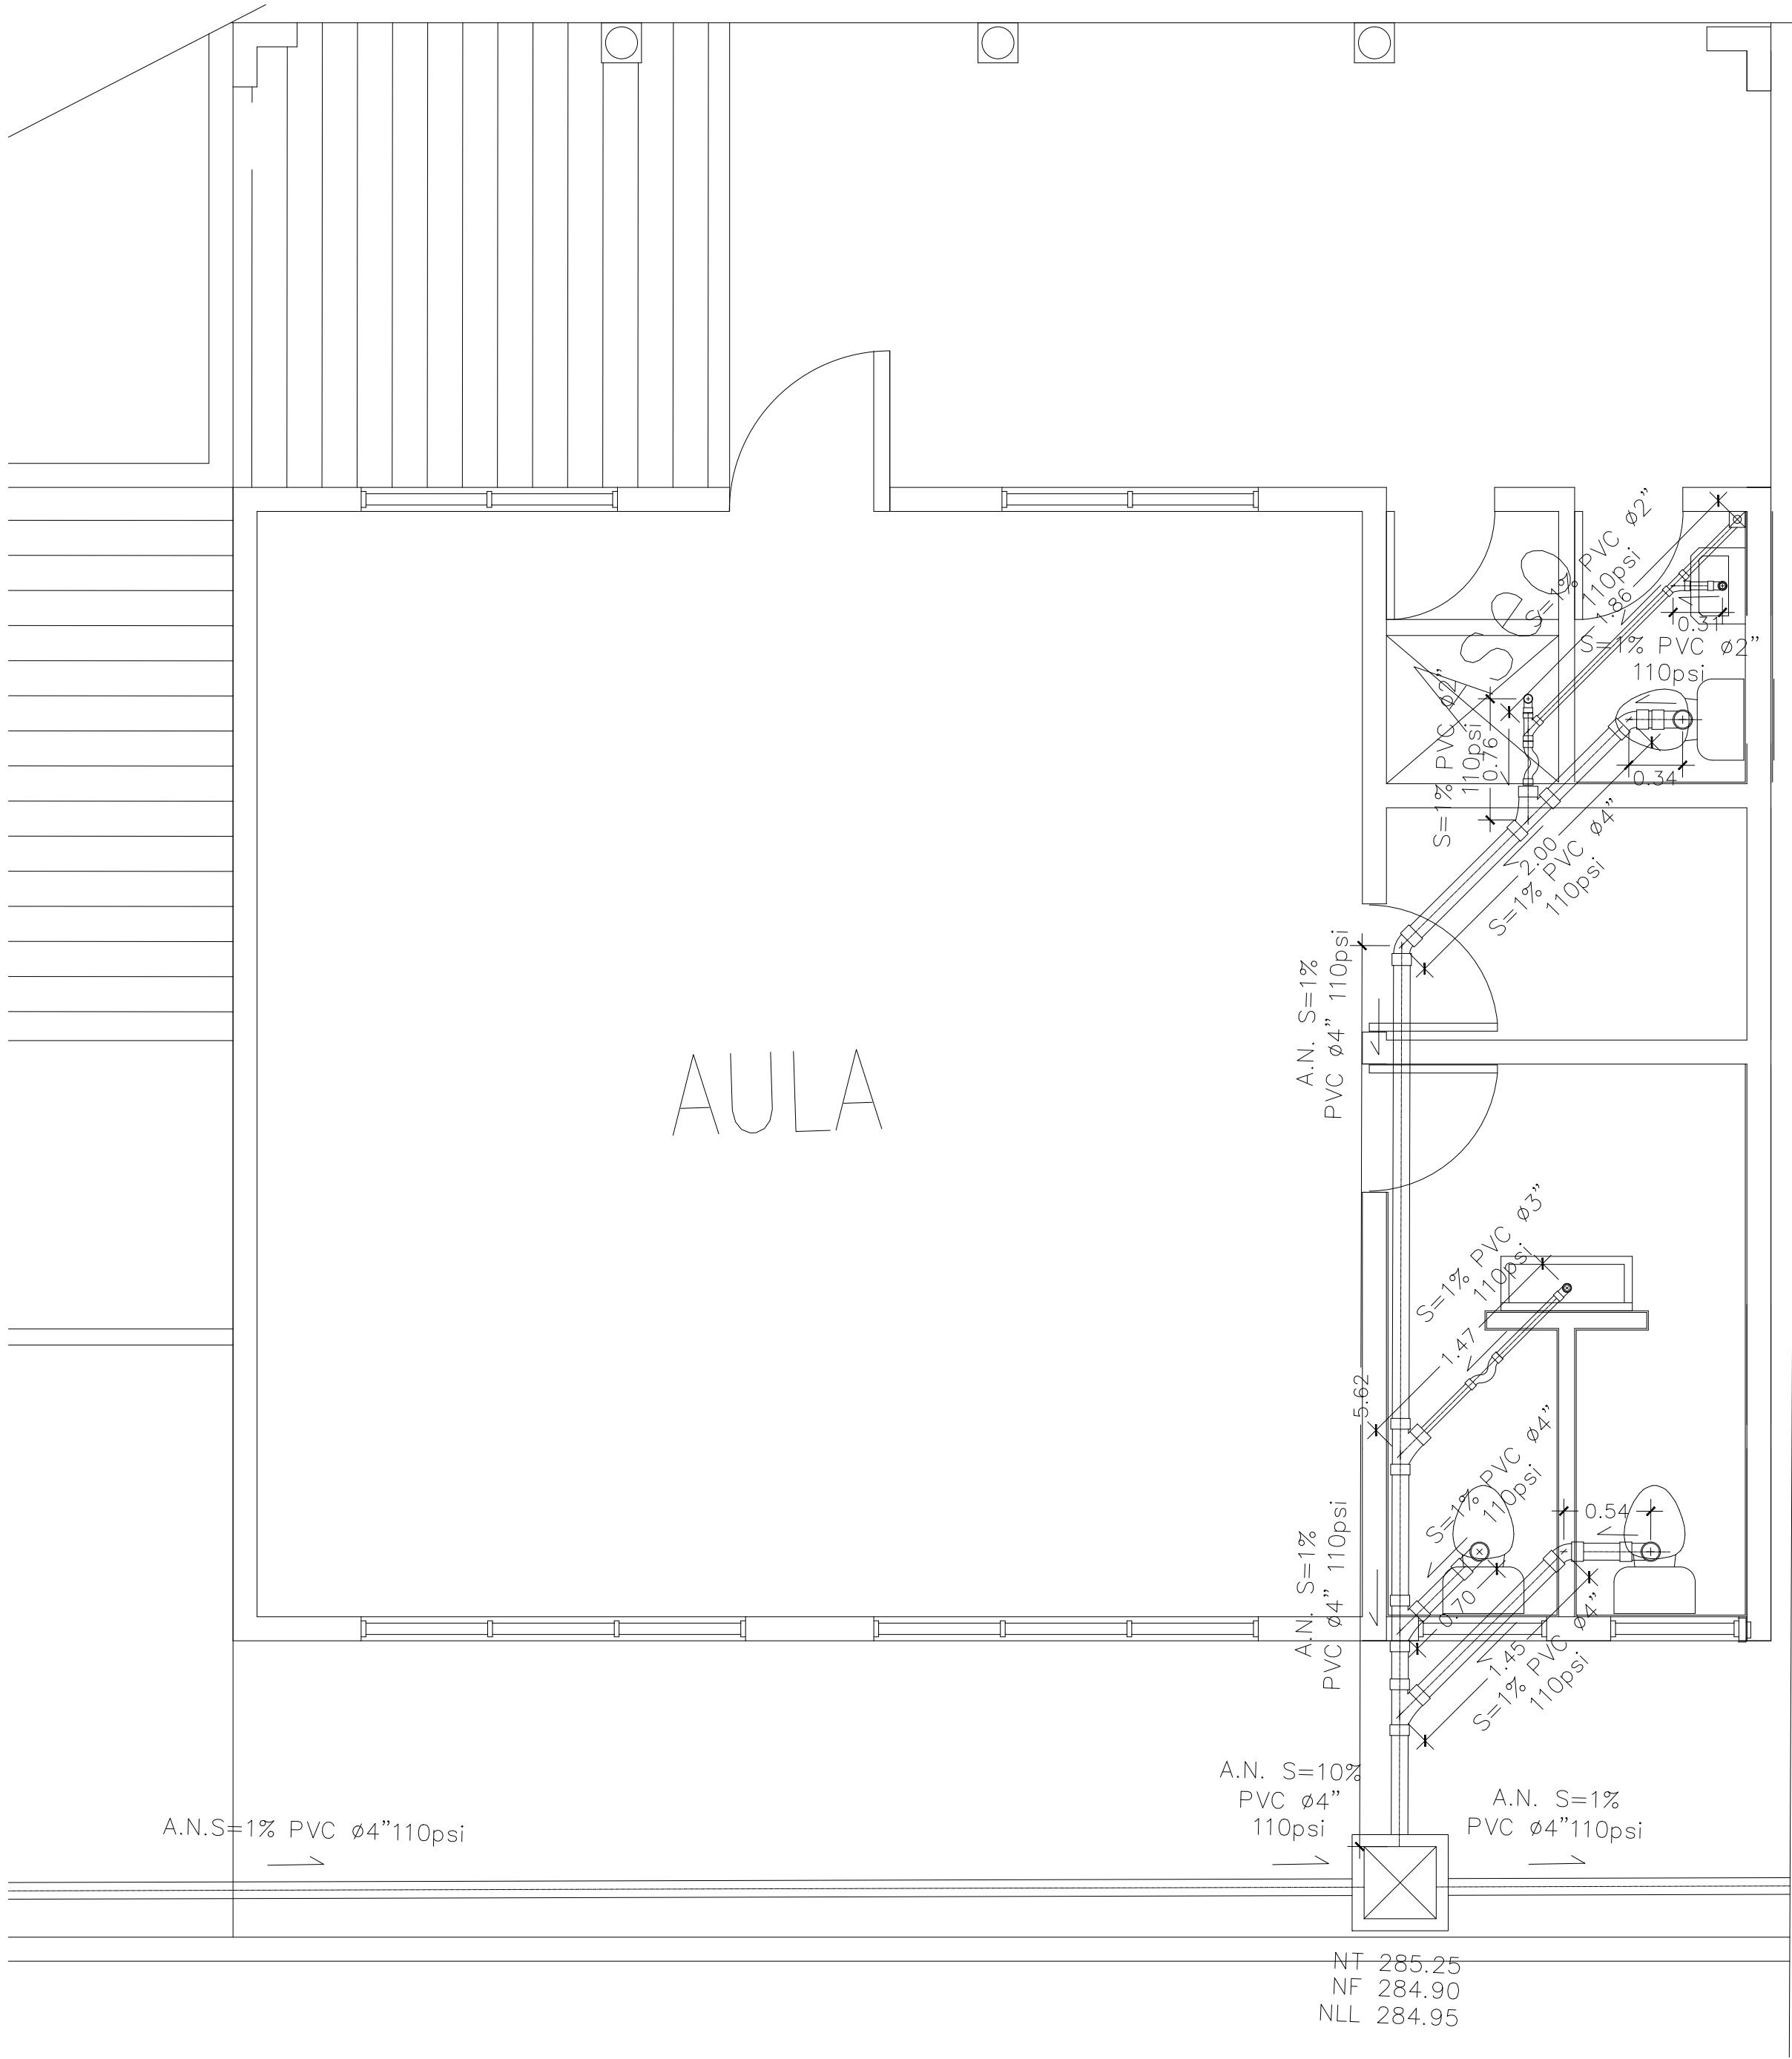 S=1% PVC ø2”
110psi
1.86
0.31
S=1% PVC ø2”
110psi
Aseo
S=1% PVC ø2”
110psi
0.76
0.34
2.00
S=1% PVC ø4”
110psi
A.N. S=1%
PVC ø4” 110psi
AULA
S=1% PVC ø3”
110psi
1.47
5.62
S=1% PVC ø4”
110psi
0.54
0.70
A.N. S=1%
PVC ø4” 110psi
1.45
S=1% PVC ø4”
110psi
A.N. S=10%
PVC ø4”
110psi
A.N. S=1%
PVC ø4”110psi
A.N.S=1% PVC ø4”110psi
NT 285.25
NF 284.90
NLL 284.95